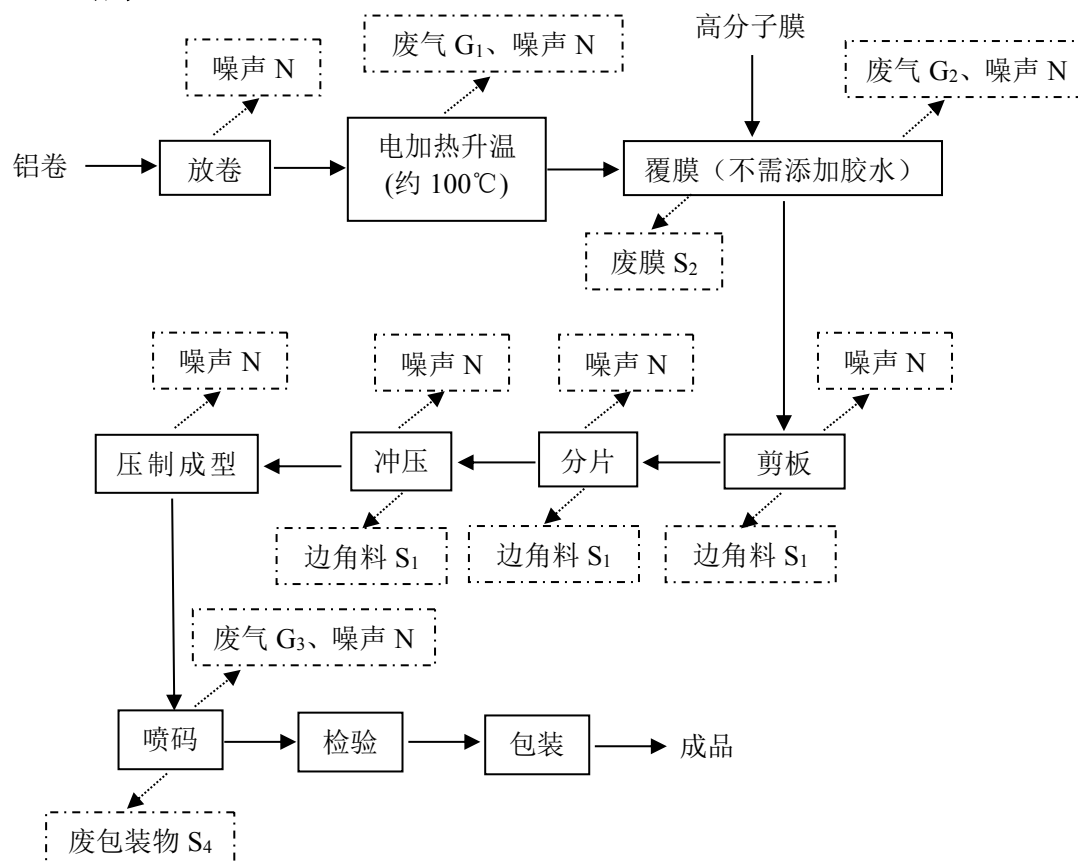 高分子膜
噪声 N
废气 G₁、噪声 N
废气 G₂、噪声 N
铝卷
放卷
电加热升温
(约 100℃)
覆膜（不需添加胶水）
废膜 S₂
噪声 N
噪声 N
噪声 N
噪声 N
压制成型
冲压
分片
剪板
边角料 S₁
边角料 S₁
边角料 S₁
废气 G₃、噪声 N
喷码
检验
包装
成品
废包装物 S₄